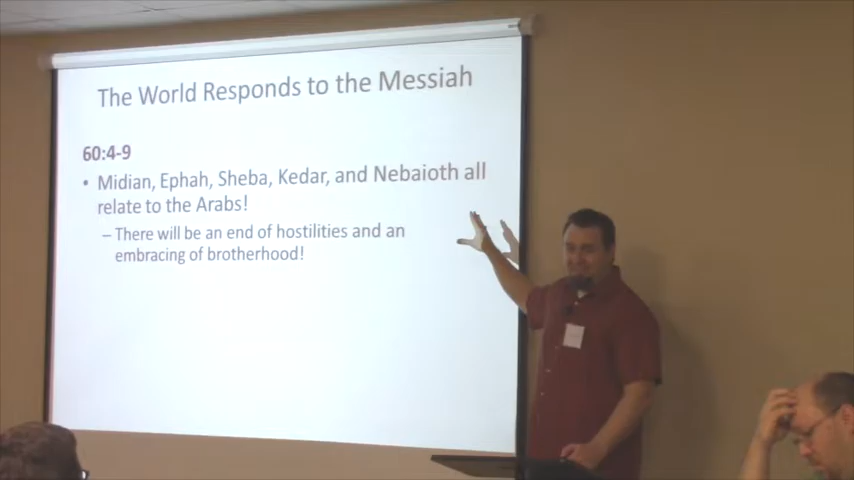 The World Responds to the Messiah
60:4-9
• Midian, Ephah, Sheba, Kedar, and Nebaioth all
relate to the Arabs!
– There will be an end of hostilities and an
embracing of brotherhood!